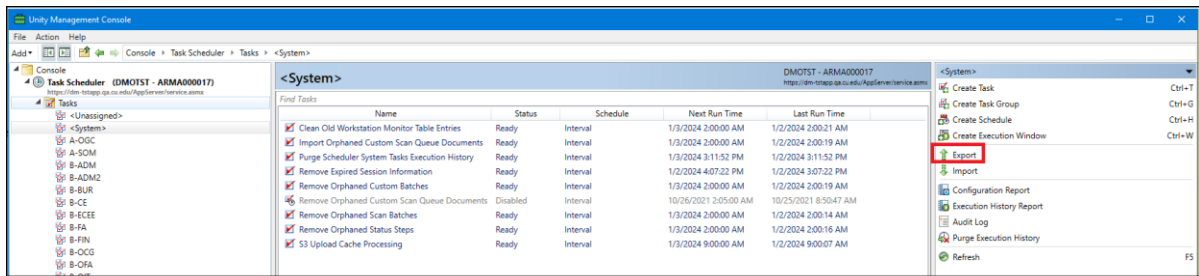 Unity Management Console
File Action Help
Add Console Task Scheduler Tasks <System>
Console
Task Scheduler (DMOTST - ARMA000017)
https://dm-tstapp.qa.cu.edu/AppServer/service.asmx
Tasks
<Unassigned>
<System>
A-OGC
A-SOM
B-ADM
B-ADM2
B-BUR
B-CE
B-ECEE
B-FA
B-FIN
B-OCG
B-OFA
<System>
DMOTST - ARMA000017
https://dm-tstapp.qa.cu.edu/AppServer/service.asmx
Find Tasks
Name Status Schedule Next Run Time Last Run Time
Clean Old Workstation Monitor Table Entries Ready Interval 1/3/2024 2:00:00 AM 1/2/2024 2:00:21 AM
Import Orphaned Custom Scan Queue Documents Ready Interval 1/3/2024 2:00:00 AM 1/2/2024 2:00:19 AM
Purge Scheduler System Tasks Execution History Ready Interval 1/3/2024 3:11:52 PM 1/2/2024 3:11:52 PM
Remove Expired Session Information Ready Interval 1/2/2024 4:07:22 PM 1/2/2024 3:07:22 PM
Remove Orphaned Custom Batches Ready Interval 1/3/2024 2:00:00 AM 1/2/2024 2:00:19 AM
Remove Orphaned Custom Scan Queue Documents Disabled Interval 10/26/2021 2:05:00 AM 10/25/2021 8:50:47 AM
Remove Orphaned Scan Batches Ready Interval 1/3/2024 2:00:00 AM 1/2/2024 2:00:14 AM
Remove Orphaned Status Steps Ready Interval 1/3/2024 2:00:00 AM 1/2/2024 2:00:16 AM
S3 Upload Cache Processing Ready Interval 1/3/2024 9:00:00 AM 1/2/2024 9:00:07 AM
<System>
Create Task Ctrl+T
Create Task Group Ctrl+G
Create Schedule Ctrl+H
Create Execution Window Ctrl+W
Export
Import
Configuration Report
Execution History Report
Audit Log
Purge Execution History
Refresh F5